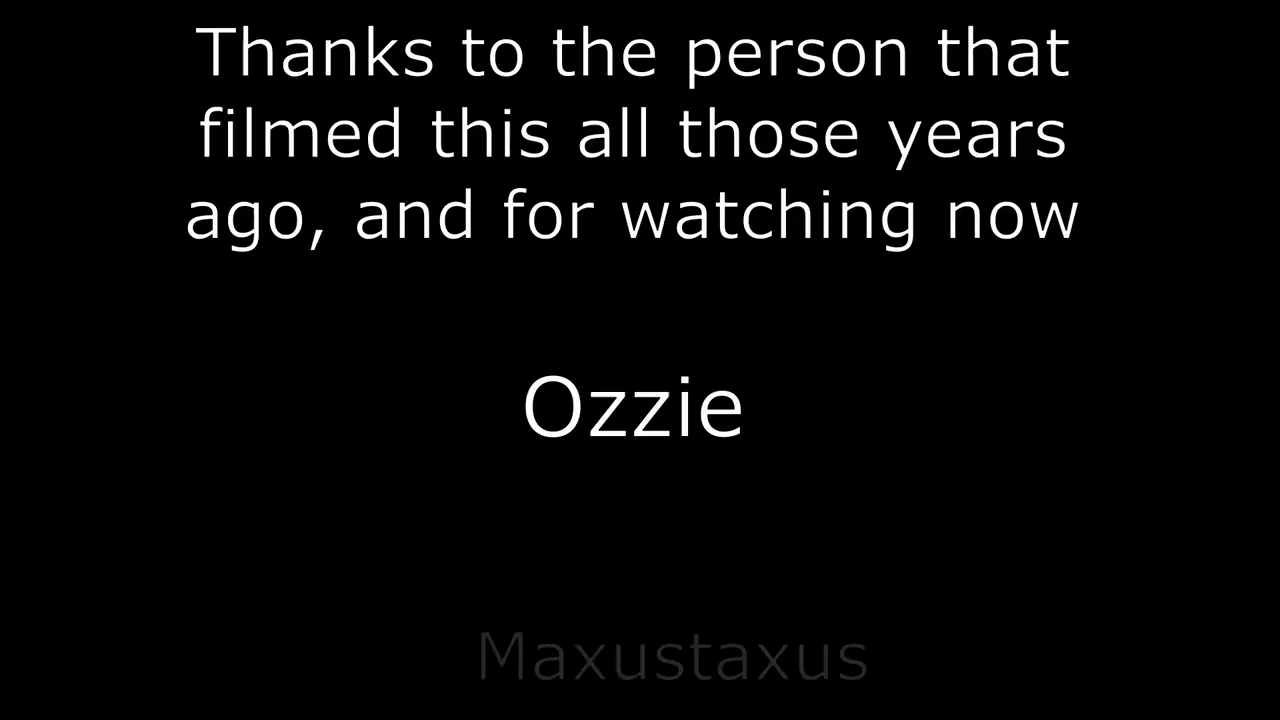 Thanks to the person that
filmed this all those years
ago, and for watching now
Ozzie
Maxustaxus